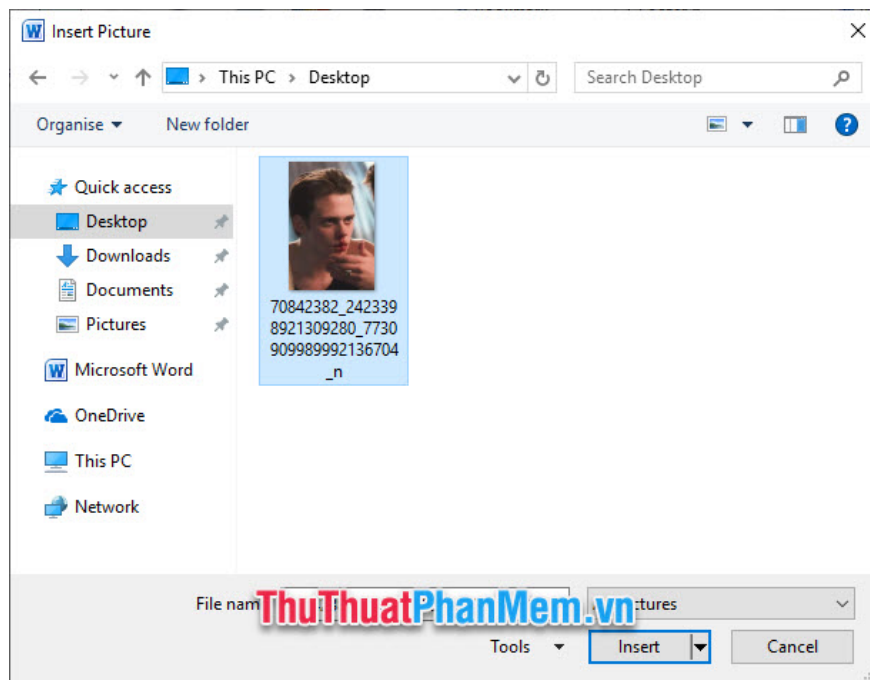 Insert Picture
This PC > Desktop
Search Desktop
Organise
New folder
Quick access
Desktop
Downloads
Documents
Pictures
Microsoft Word
OneDrive
This PC
Network
70842382_242339
8921309280_7730
909989992136704
_n
File nam
ThuThuatPhanMem.vn
ctures
Tools
Insert
Cancel